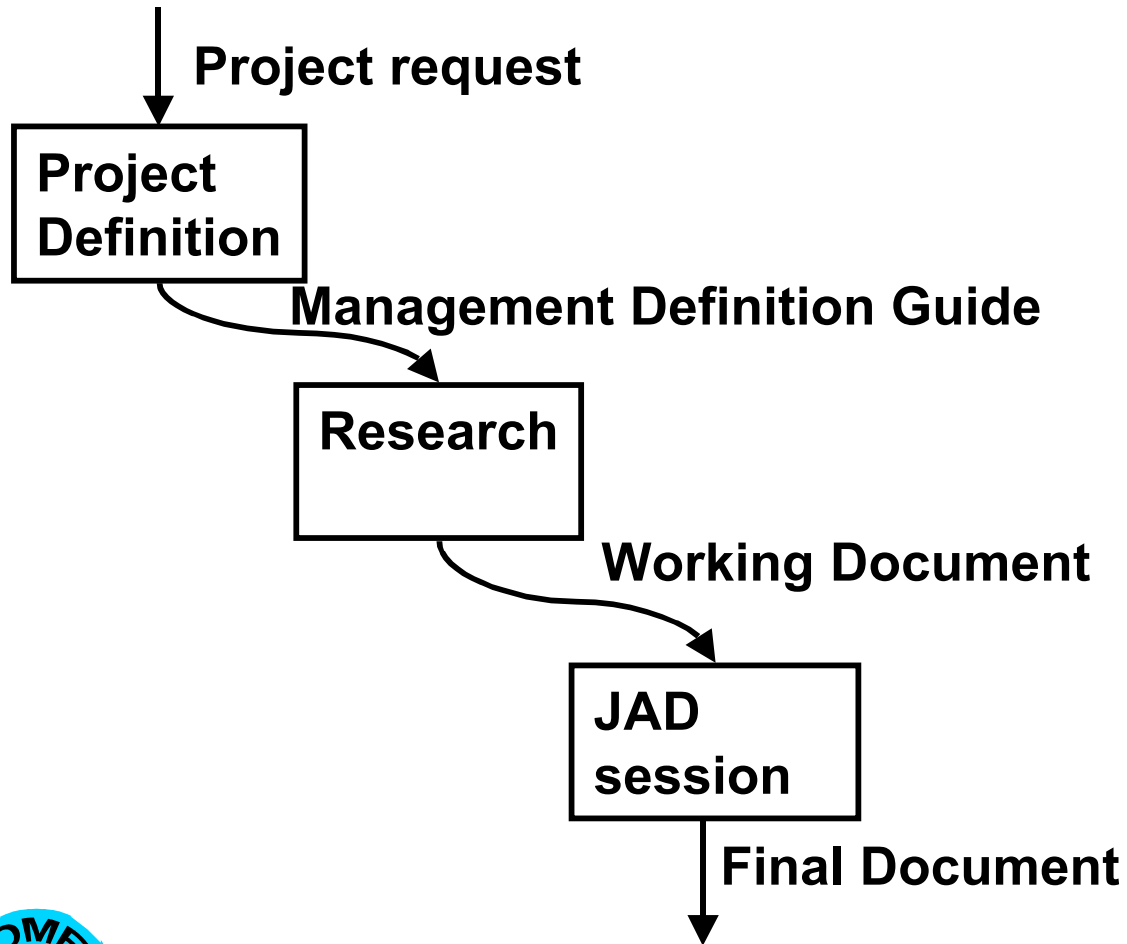 Project request
Project
Definition
Management Definition Guide
Research
Working Document
JAD
session
Final Document